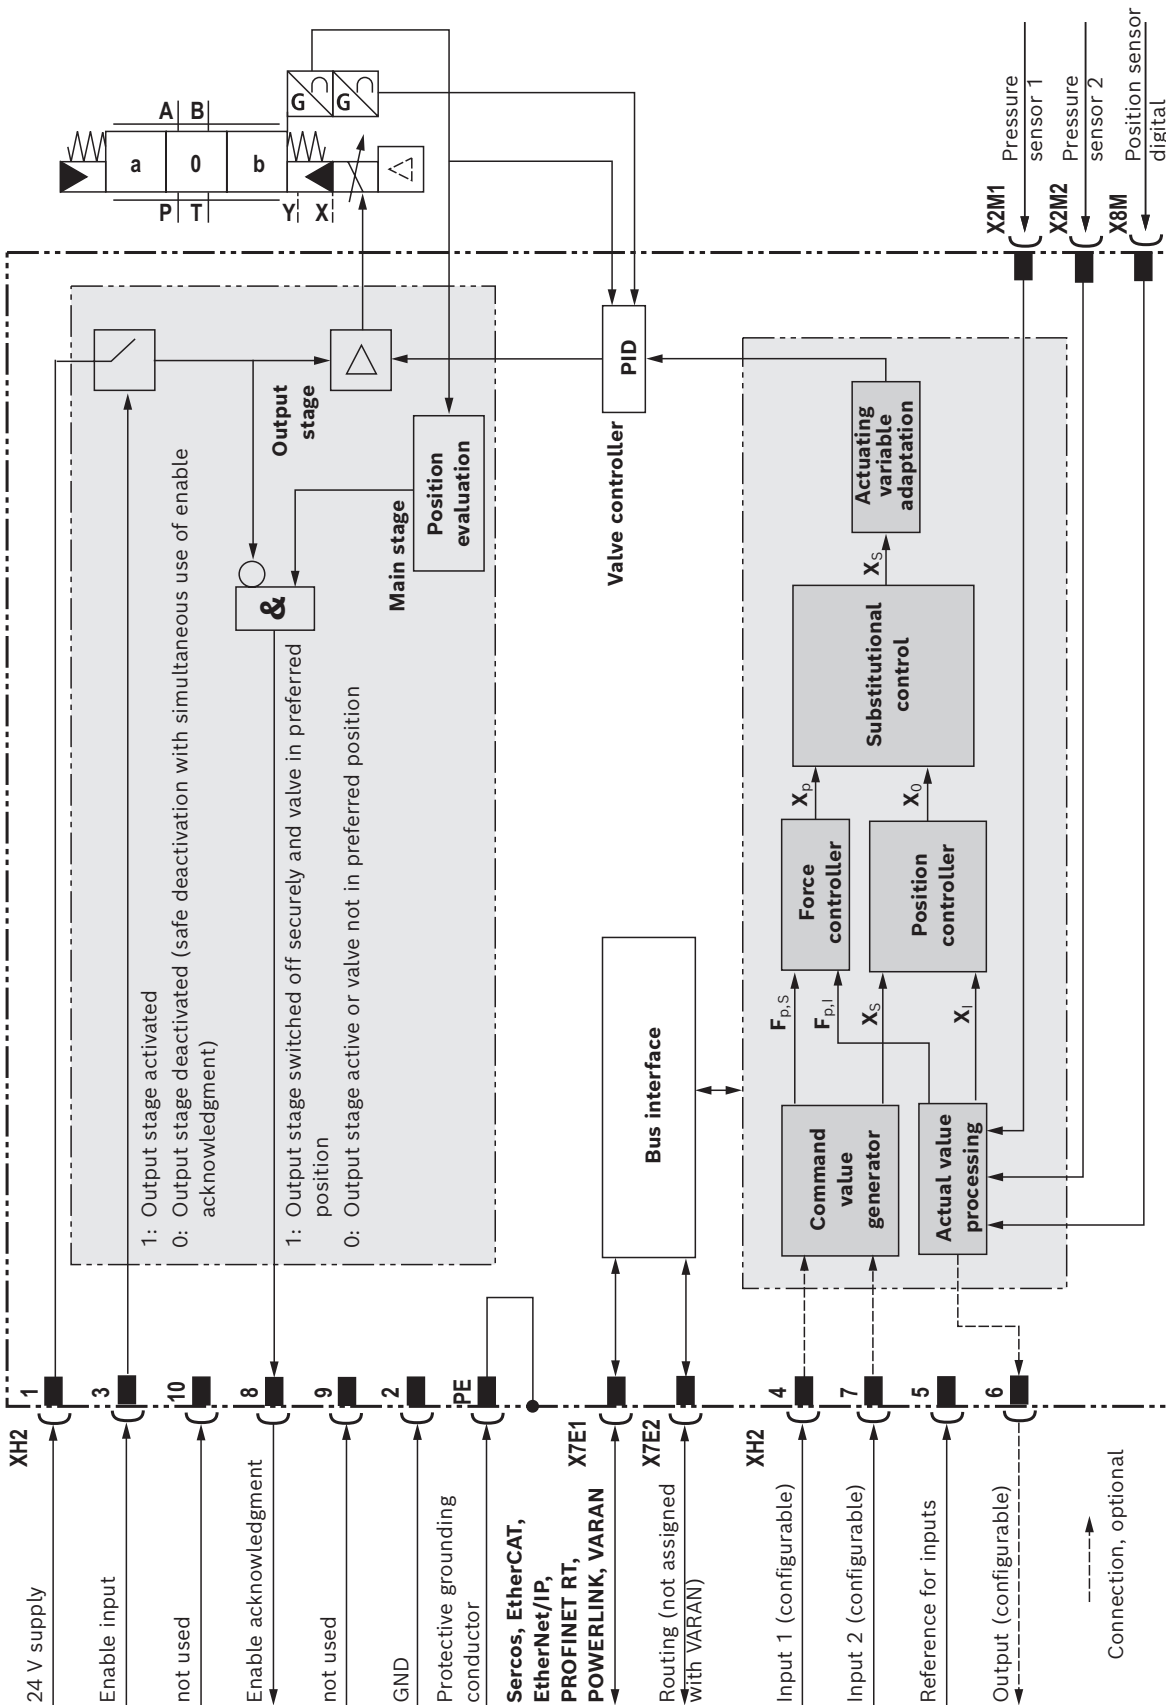 XH2
24 V supply
1
Enable input
3
not used
10
Enable acknowledgment
8
not used
9
GND
2
Protective grounding
conductor
PE
Sercos, EtherCAT,
EtherNet/IP,
PROFINET RT,
POWERLINK, VARAN
X7E1
Routing (not assigned
with VARAN)
X7E2
XH2
Input 1 (configurable)
4
Input 2 (configurable)
7
Reference for inputs
5
Output (configurable)
6
Connection, optional
1: Output stage activated
0: Output stage deactivated (safe deactivation with simultaneous use of enable
acknowledgment)
1: Output stage switched off securely and valve in preferred
position
0: Output stage active or valve not in preferred position
&
Output
stage
Main stage
Position
evaluation
Bus interface
Valve controller
PID
Command
value
generator
Actual value
processing
Fp,S
Fp,I
XS
XI
Force
controller
Position
controller
Xp
X0
Substitutional
control
XS
Actuating
variable
adaptation
A
B
a
0
b
P
T
Y
X
G
G
X2M1
Pressure
sensor 1
X2M2
Pressure
sensor 2
X8M
Position sensor
digital